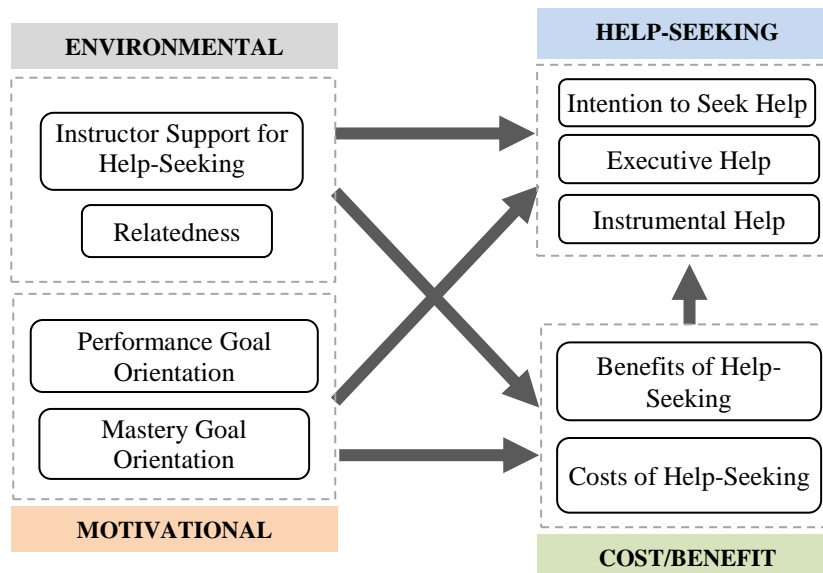 ENVIRONMENTAL
Instructor Support for
Help-Seeking
Relatedness
Performance Goal
Orientation
Mastery Goal
Orientation
MOTIVATIONAL
HELP-SEEKING
Intention to Seek Help
Executive Help
Instrumental Help
Benefits of Help-
Seeking
Costs of Help-Seeking
COST/BENEFIT